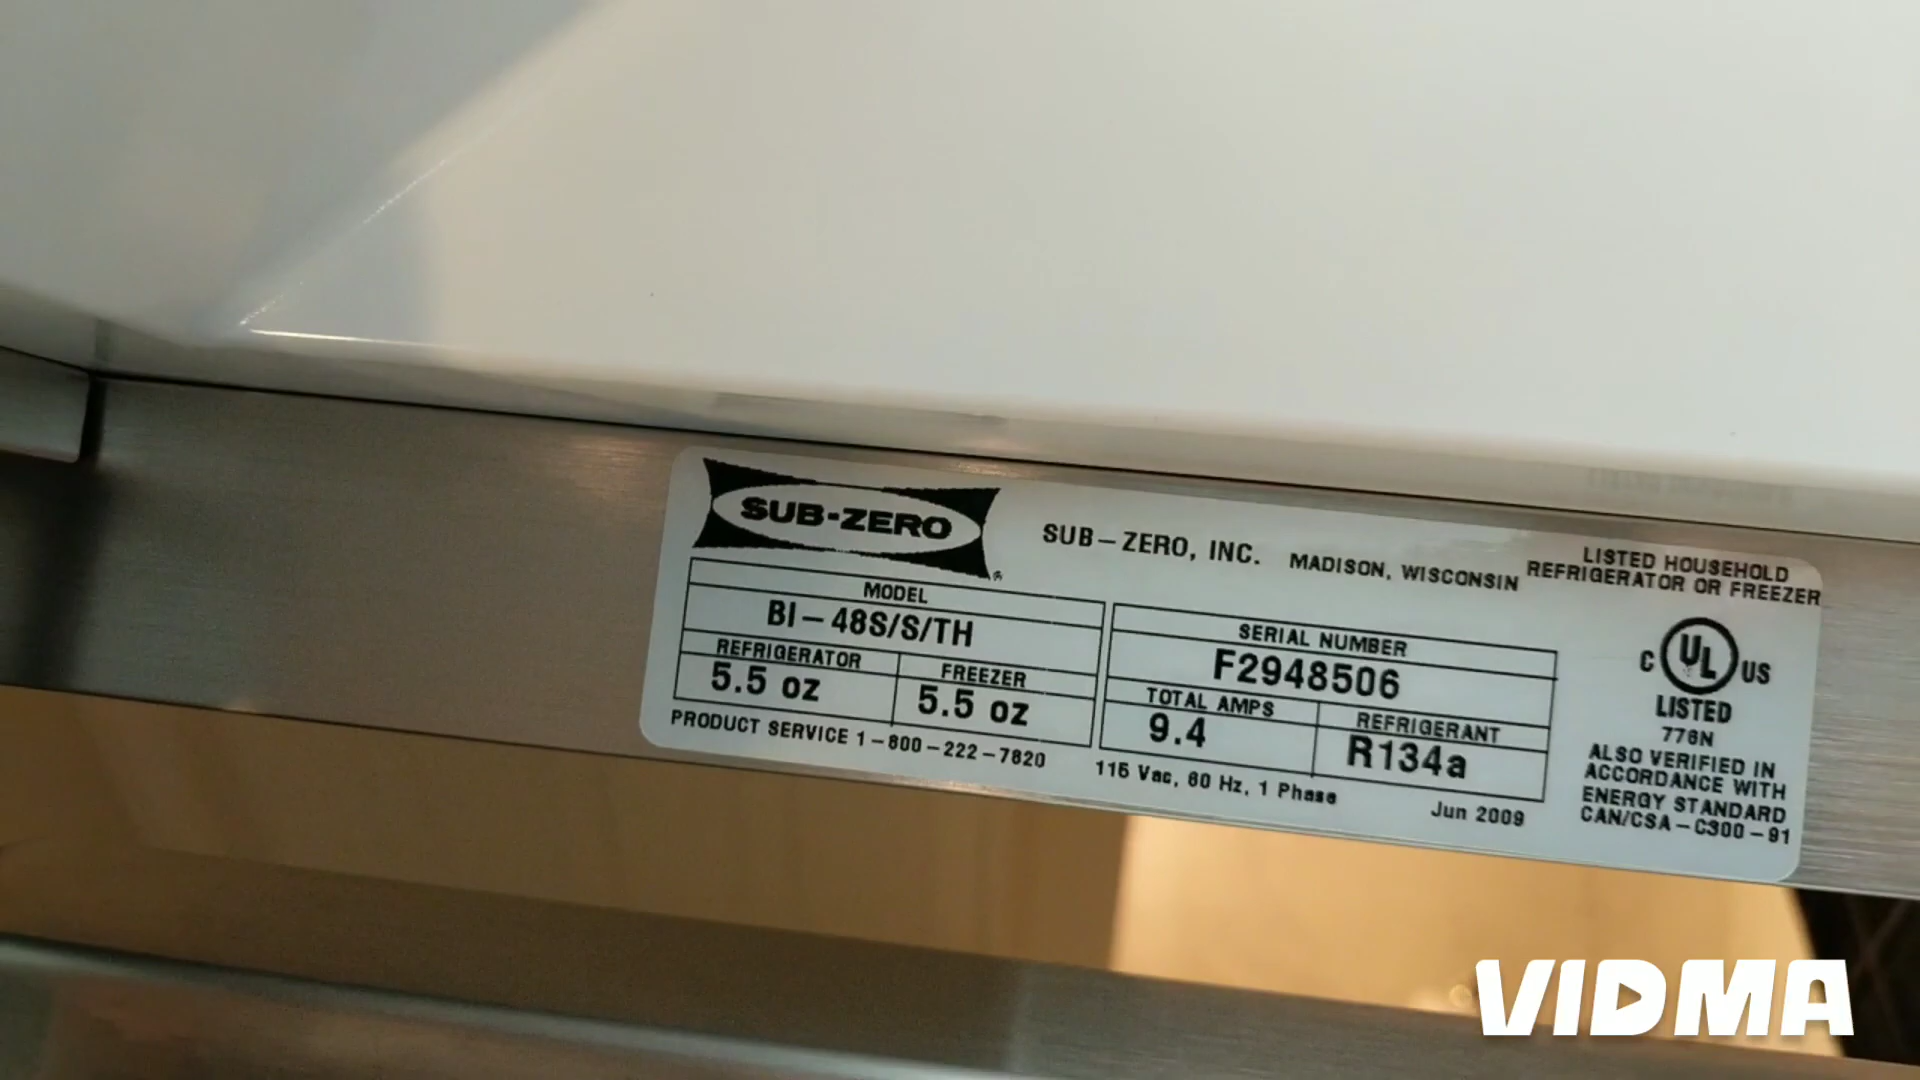 SUB-ZERO
®
SUB-ZERO, INC. MADISON, WISCONSIN
LISTED HOUSEHOLD
REFRIGERATOR OR FREEZER
MODEL
BI-48S/S/TH
REFRIGERATOR
5.5 oz
FREEZER
5.5 oz
PRODUCT SERVICE 1-800-222-7820
SERIAL NUMBER
F2948506
TOTAL AMPS
9.4
REFRIGERANT
R134a
115 Vac, 60 Hz, 1 Phase
Jun 2009
C UL US
LISTED
776N
ALSO VERIFIED IN
ACCORDANCE WITH
ENERGY STANDARD
CAN/CSA-C300-91
VIDMA